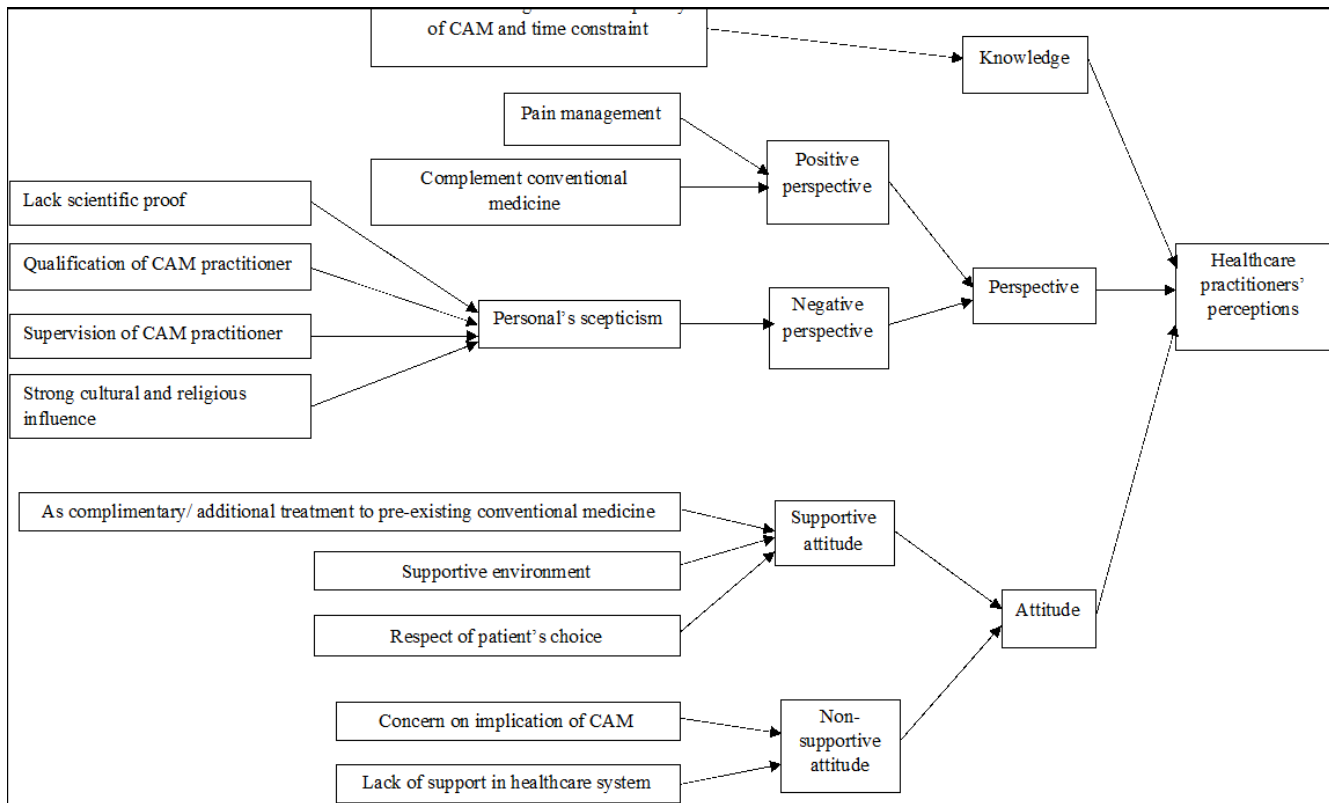 of CAM and time constraint
Knowledge
Pain management
Positive
perspective
Complement conventional
medicine
Lack scientific proof
Qualification of CAM practitioner
Supervision of CAM practitioner
Strong cultural and religious
influence
Personal's scepticism
Negative
perspective
Perspective
Healthcare
practitioners'
perceptions
As complimentary/ additional treatment to pre-existing conventional medicine
Supportive environment
Respect of patient's choice
Supportive
attitude
Attitude
Concern on implication of CAM
Lack of support in healthcare system
Non-
supportive
attitude